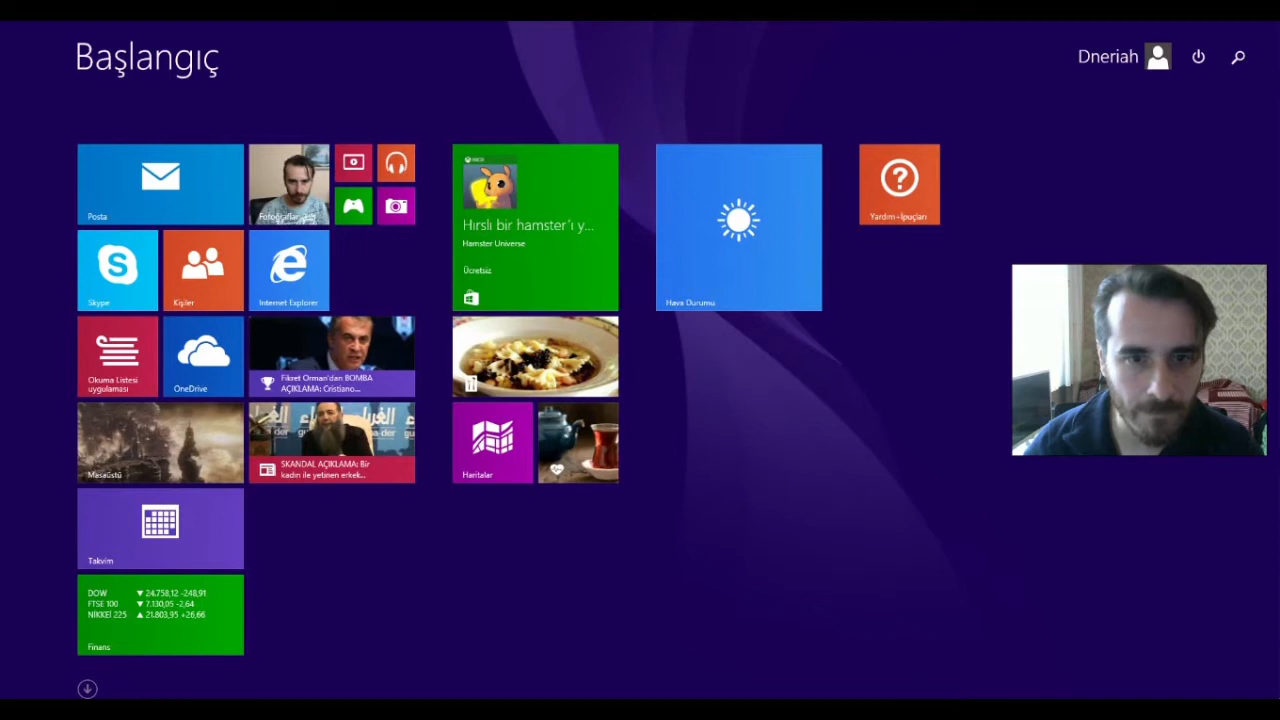 Başlangıç
Dneriah
Posta
Fotoğraflar
Skype
Kişiler
Internet Explorer
Okuma Listesi
uygulaması
OneDrive
Fikret Orman'dan BOMBA
AÇIKLAMA: Cristiano...
Masaüstü
SKANDAL AÇIKLAMA: Bir
kadın ile yetinen erkek...
Takvim
DOW ▼ 24.758,12 -248,91
FTSE 100 ▼ 7.130,05 -2,64
NİKKEİ 225 ▲ 21.803,95 +26,66
Finans
XBOX
Hırslı bir hamster´ı y...
Hamster Universe
Ücretsiz
Haritalar
Hava Durumu
Yardım+İpuçları